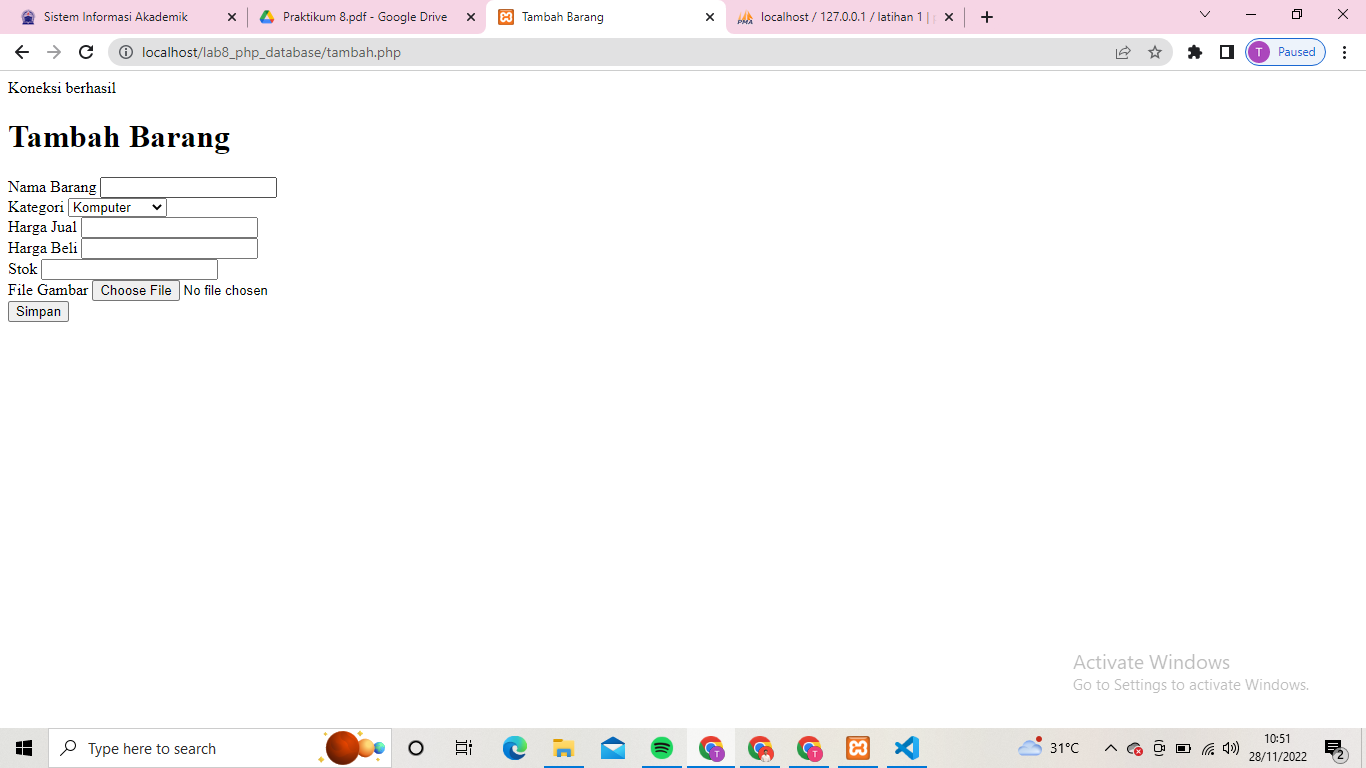 Sistem Informasi Akademik
Praktikum 8.pdf - Google Drive
Tambah Barang
localhost / 127.0.0.1 / latihan 1 |
localhost/lab8_php_database/tambah.php
T Paused
Koneksi berhasil
Tambah Barang
Nama Barang
Kategori Komputer
Harga Jual
Harga Beli
Stok
File Gambar Choose File No file chosen
Simpan
Activate Windows
Go to Settings to activate Windows.
Type here to search
31°C
10:51
28/11/2022
2